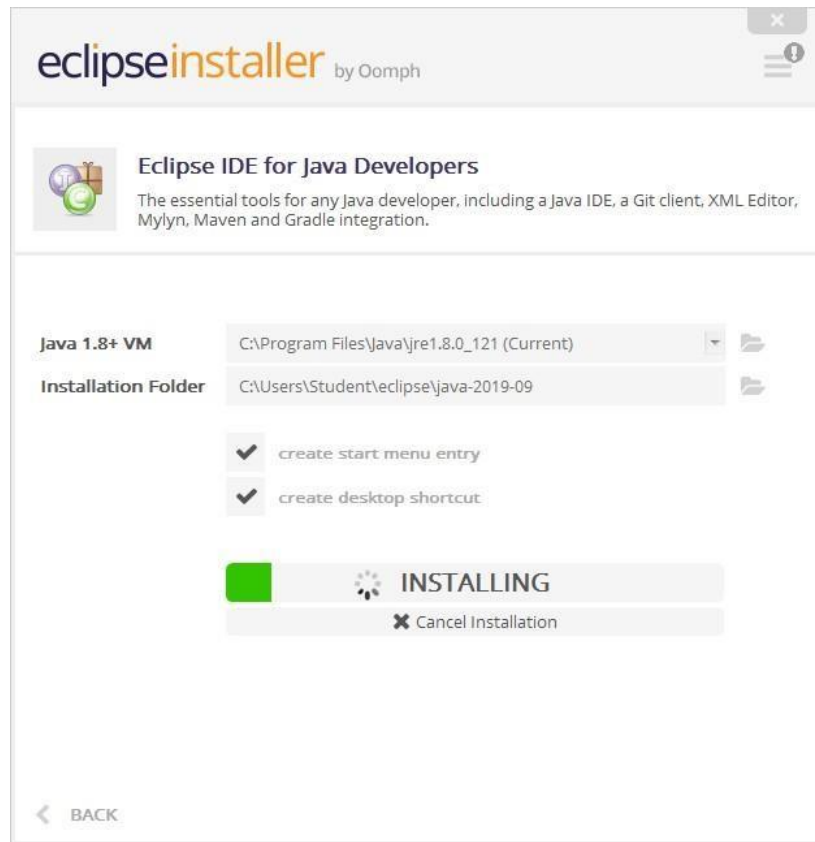 eclipseinstaller by Oomph
Eclipse IDE for Java Developers
The essential tools for any Java developer, including a Java IDE, a Git client, XML Editor,
Mylyn, Maven and Gradle integration.
Java 1.8+ VM C:\Program Files\Java\jre1.8.0_121 (Current)
Installation Folder C:\Users\Student\eclipse\java-2019-09
create start menu entry
create desktop shortcut
INSTALLING
Cancel Installation
BACK